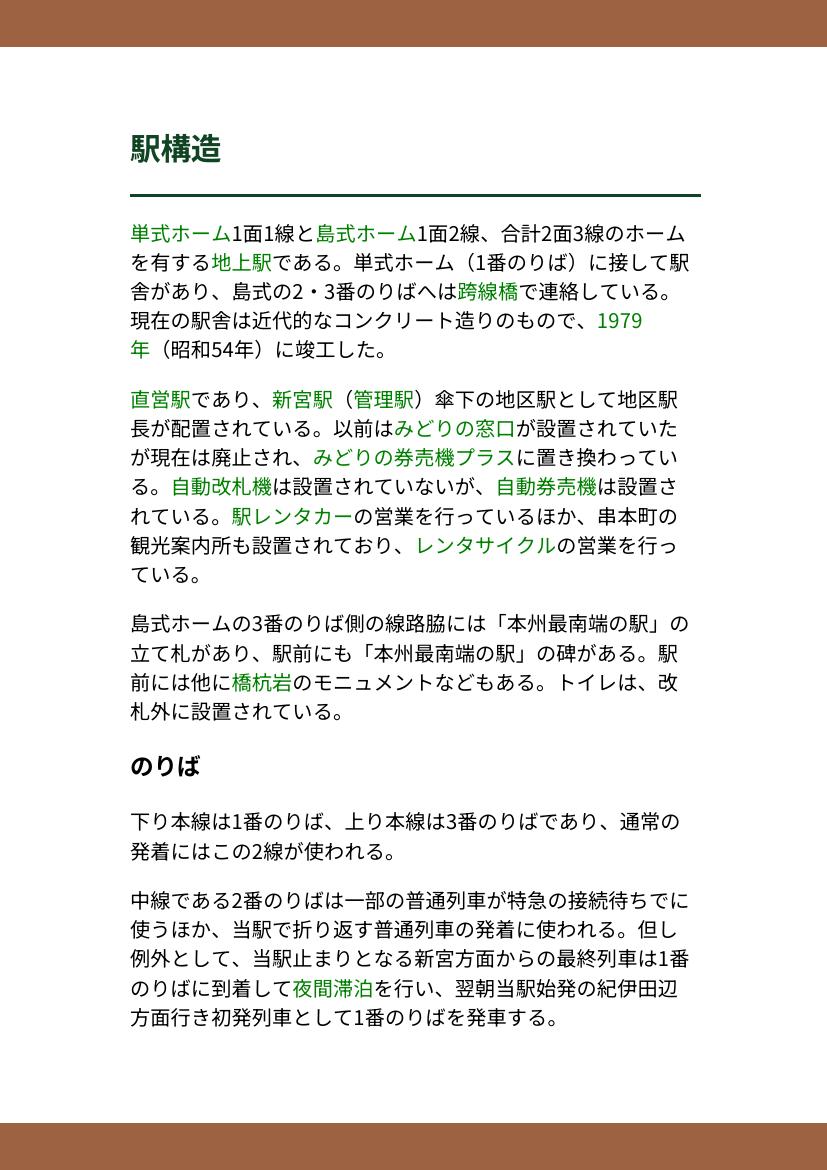 駅構造
単式ホーム1面1線と島式ホーム1面2線、合計2面3線のホーム
を有する地上駅である。単式ホーム（1番のりば）に接して駅
舎があり、島式の2・3番のりばへは跨線橋で連絡している。
現在の駅舎は近代的なコンクリート造りのもので、1979
年（昭和54年）に竣工した。
直営駅であり、新宮駅（管理駅）傘下の地区駅として地区駅
長が配置されている。以前はみどりの窓口が設置されていた
が現在は廃止され、みどりの券売機プラスに置き換わってい
る。自動改札機は設置されていないが、自動券売機は設置さ
れている。駅レンタカーの営業を行っているほか、串本町の
観光案内所も設置されており、レンタサイクルの営業を行っ
ている。
島式ホームの3番のりば側の線路脇には「本州最南端の駅」の
立て札があり、駅前にも「本州最南端の駅」の碑がある。駅
前には他に橋杭岩のモニュメントなどもある。トイレは、改
札外に設置されている。
のりば
下り本線は1番のりば、上り本線は3番のりばであり、通常の
発着にはこの2線が使われる。
中線である2番のりばは一部の普通列車が特急の接続待ちでに
使うほか、当駅で折り返す普通列車の発着に使われる。但し
例外として、当駅止まりとなる新宮方面からの最終列車は1番
のりばに到着して夜間滞泊を行い、翌朝当駅始発の紀伊田辺
方面行き初発列車として1番のりばを発車する。